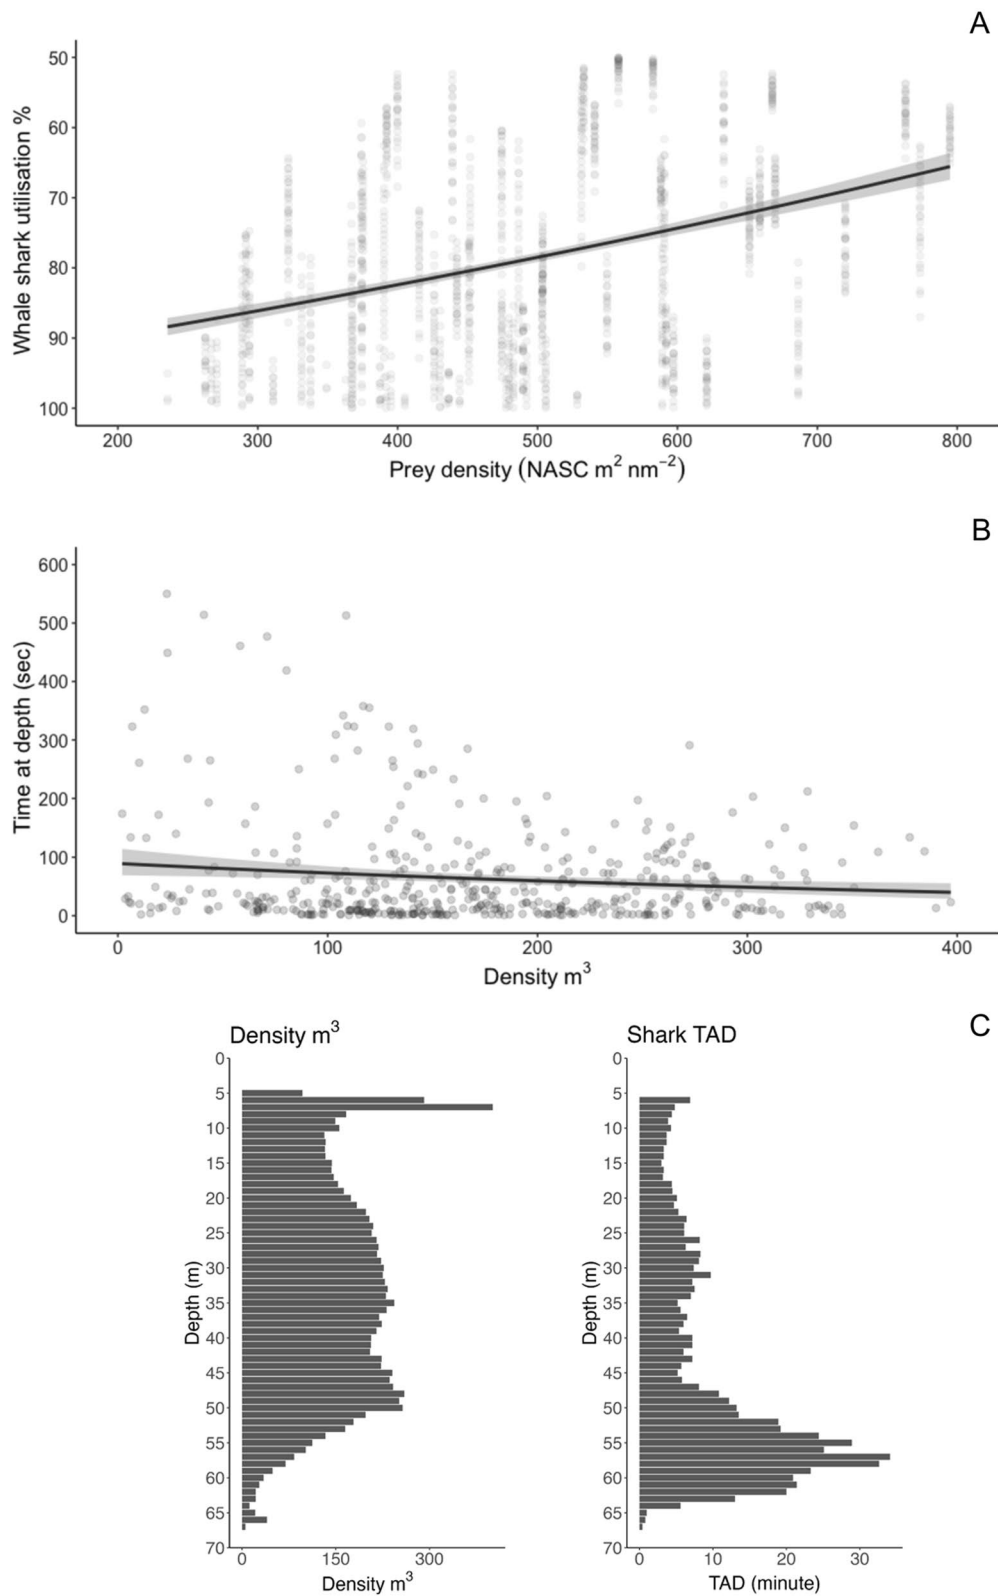 A
50
60
70
80
90
100
Whale shark utilisation %
200 300 400 500 600 700 800
Prey density (NASC m² nm⁻²)
B
600
500
400
300
200
100
0
Time at depth (sec)
0 100 200 300 400
Density m³
C
Density m³
0
5
10
15
20
25
30
35
40
45
50
55
60
65
70
Depth (m)
0 150 300
Density m³
Shark TAD
0
5
10
15
20
25
30
35
40
45
50
55
60
65
70
Depth (m)
0 10 20 30
TAD (minute)